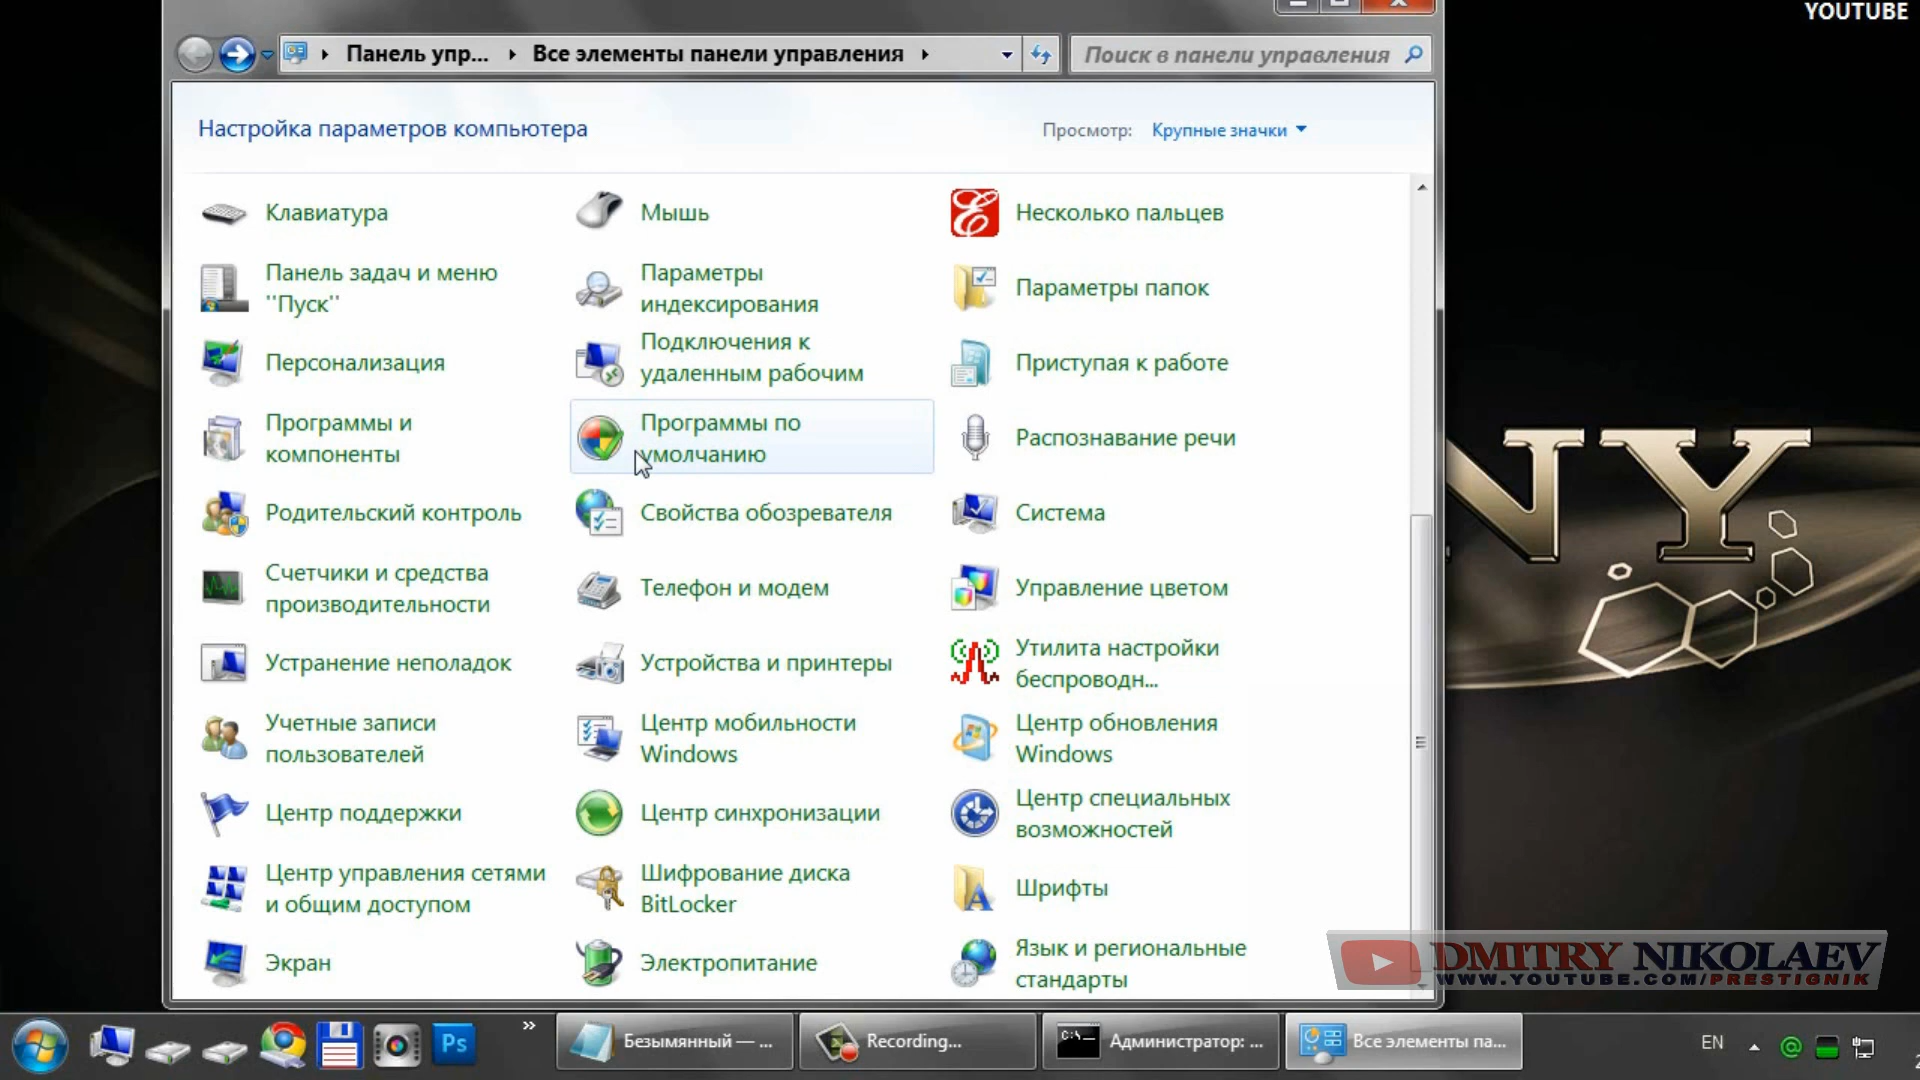 YOUTUBE
Панель упр...
Все элементы панели управления
Поиск в панели управления
Настройка параметров компьютера
Просмотр: Крупные значки
Клавиатура
Мышь
Несколько пальцев
Панель задач и меню
''Пуск''
Параметры
индексирования
Параметры папок
Персонализация
Подключения к
удаленным рабочим
Приступая к работе
Программы и
компоненты
Программы по
умолчанию
Распознавание речи
Родительский контроль
Свойства обозревателя
Система
Счетчики и средства
производительности
Телефон и модем
Управление цветом
Устранение неполадок
Устройства и принтеры
Утилита настройки
беспроводн...
Учетные записи
пользователей
Центр мобильности
Windows
Центр обновления
Windows
Центр поддержки
Центр синхронизации
Центр специальных
возможностей
Центр управления сетями
и общим доступом
Шифрование диска
BitLocker
Шрифты
Экран
Электропитание
Язык и региональные
стандарты
NY
DMITRY NIKOLAEV
WWW.YOUTUBE.COM/PRESTIGNIK
Ps
»
Безымянный — ...
Recording...
C:\
Администратор: ...
Все элементы па...
EN